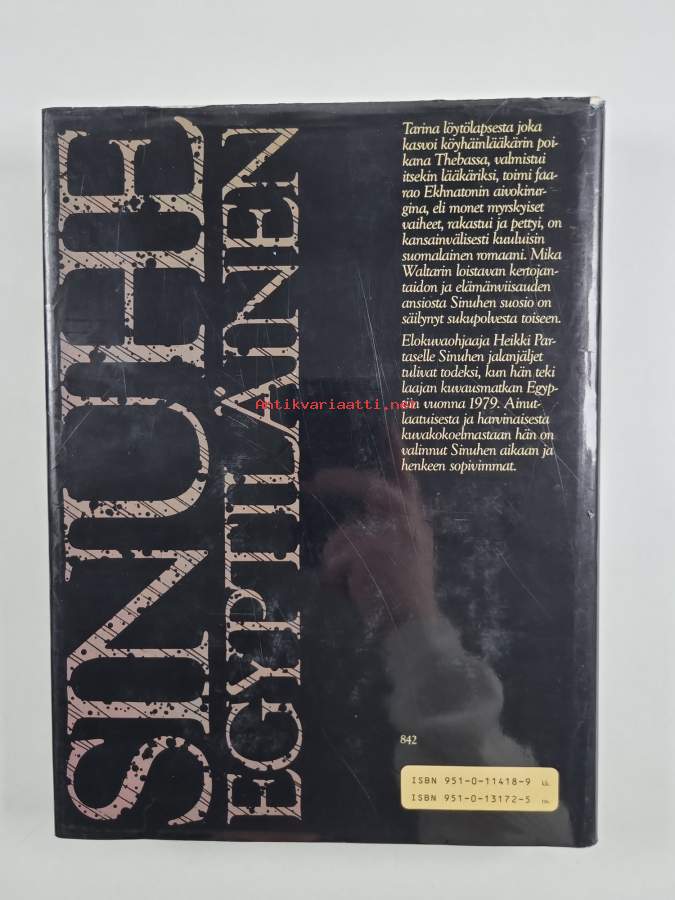 SINUHE
EGYPTILÄINEN
Tarina löytölapsesta joka
kasvoi köyhäinlääkärin poi-
kana Thebassa, valmistui
itsekin lääkäriksi, toimi faa-
rao Ekhnatonin aivokirur-
gina, eli monet myrskyiset
vaiheet, rakastui ja pettyi, on
kansainvälisesti kuuluisin
suomalainen romaani. Mika
Waltarin loistavan kertojan-
taidon ja elämänviisauden
ansiosta Sinuhen suosio on
säilynyt sukupolvesta toiseen.
Elokuvaohjaaja Heikki Par-
taselle Sinuhen jalanjäljet
tulivat todeksi, kun hän teki
laajan kuvausmatkan Egyp-
tiin vuonna 1979. Ainut-
laatuisesta ja harvinaisesta
kuvakokoelmastaan hän on
valinnut Sinuhen aikaan ja
henkeen sopivimmat.
Antikvariaatti.net
842
ISBN 951-0-11418-9 kk.
ISBN 951-0-13172-5